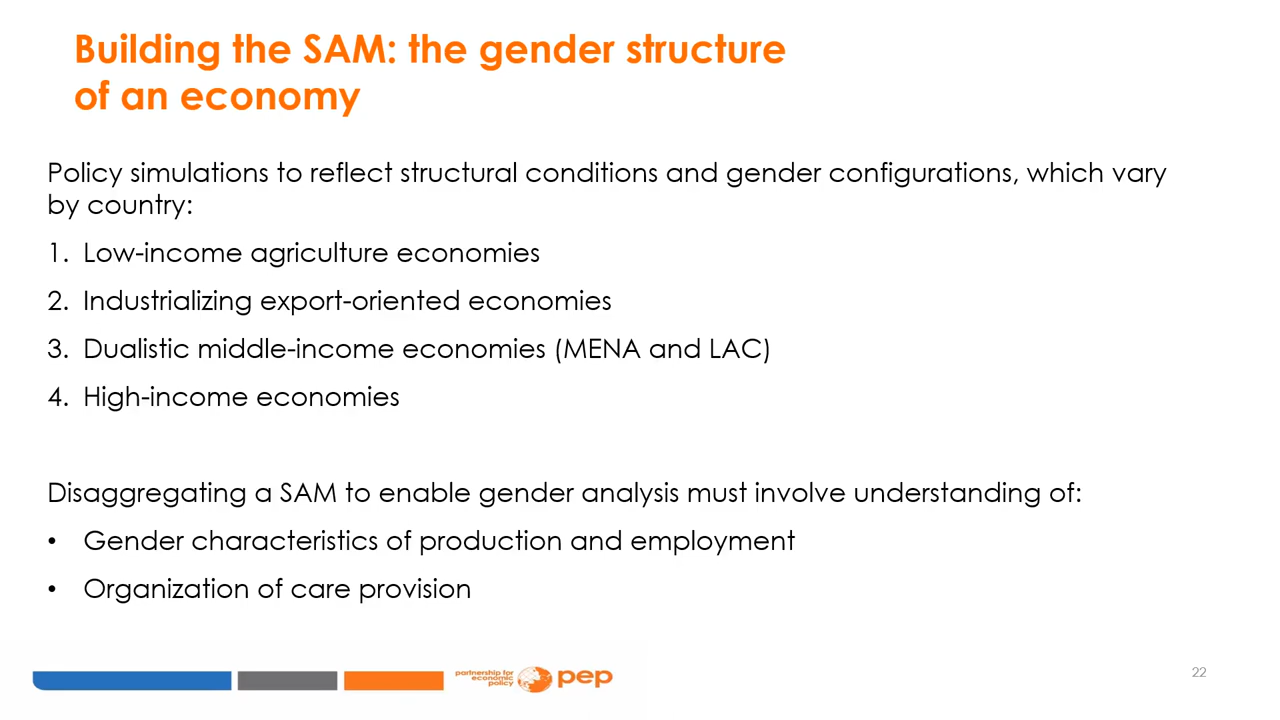 Building the SAM: the gender structure
of an economy
Policy simulations to reflect structural conditions and gender configurations, which vary
by country:
1. Low-income agriculture economies
2. Industrializing export-oriented economies
3. Dualistic middle-income economies (MENA and LAC)
4. High-income economies
Disaggregating a SAM to enable gender analysis must involve understanding of:
• Gender characteristics of production and employment
• Organization of care provision
partnership for
economic
policy
pep
22